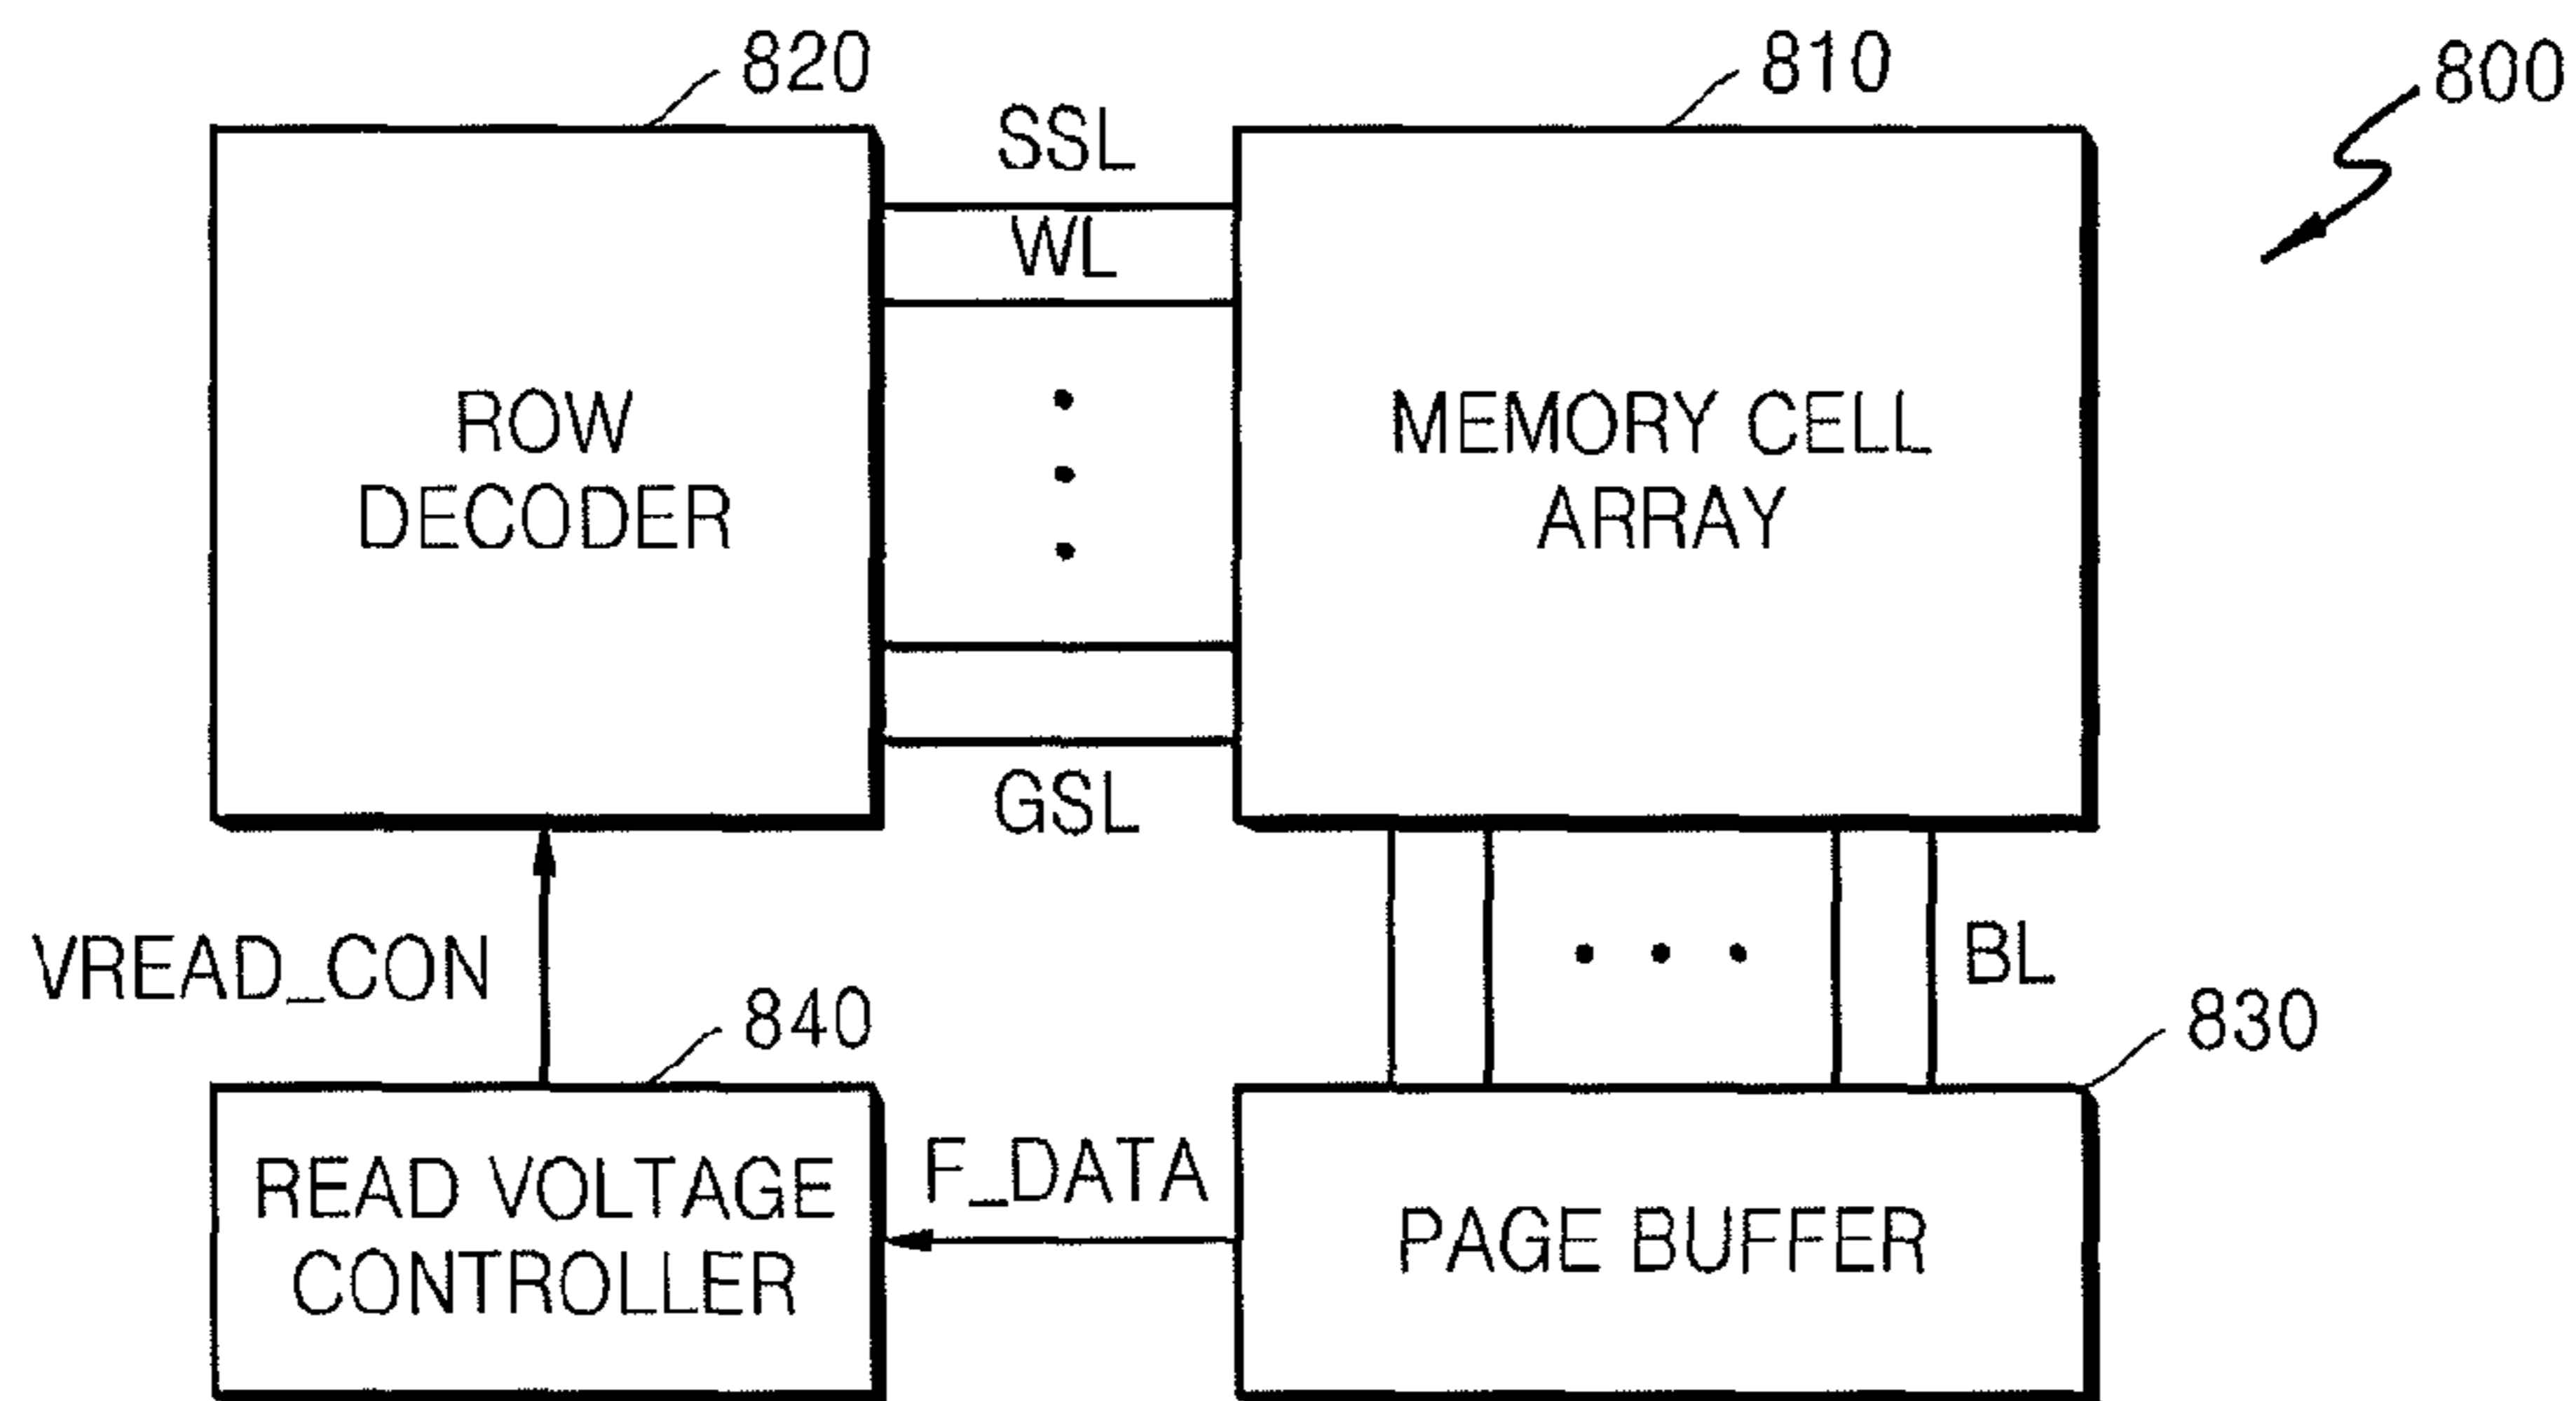 820
810
800
SSL
WL
ROW
DECODER
MEMORY CELL
ARRAY
GSL
VREAD_CON
BL
840
830
READ VOLTAGE
CONTROLLER
F_DATA
PAGE BUFFER